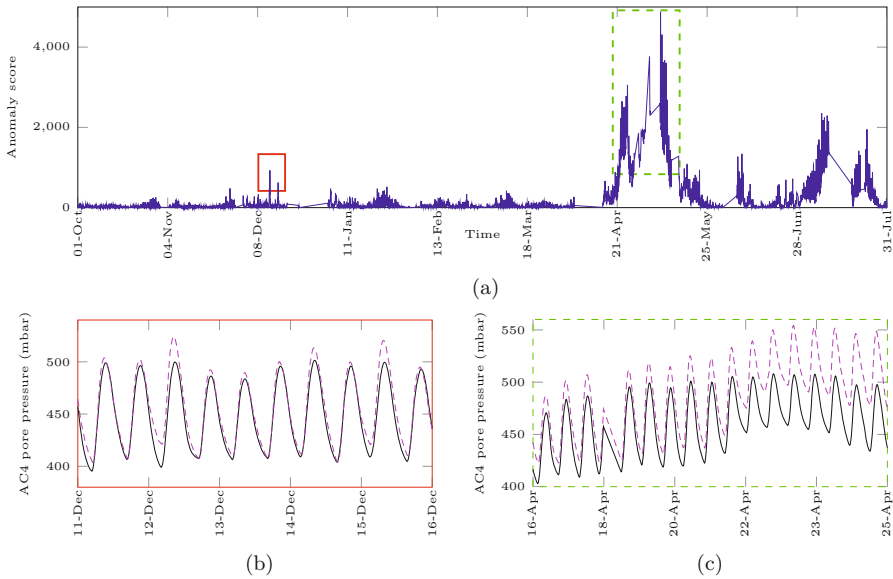 4,000
2,000
0
Anomaly score
01-Oct
04-Nov
08-Dec
11-Jan
13-Feb
18-Mar
21-Apr
25-May
28-Jun
31-Jul
Time
(a)
500
450
400
AC4 pore pressure (mbar)
11-Dec
12-Dec
13-Dec
14-Dec
15-Dec
16-Dec
(b)
550
500
450
400
AC4 pore pressure (mbar)
16-Apr
18-Apr
20-Apr
22-Apr
23-Apr
25-Apr
(c)